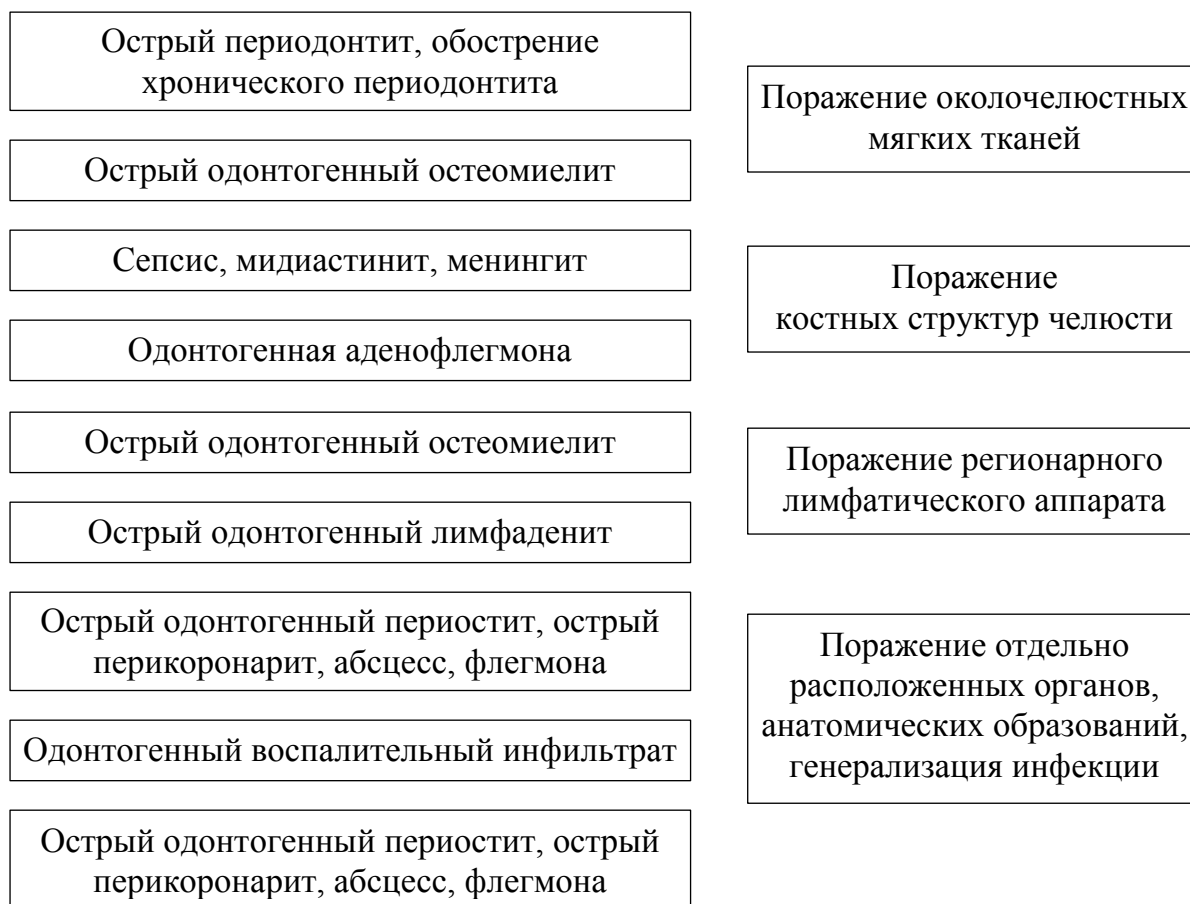 Острый периодонтит, обострение
хронического периодонтита
Острый одонтогенный остеомиелит
Сепсис, мидиастинит, менингит
Одонтогенная аденофлегмона
Острый одонтогенный остеомиелит
Острый одонтогенный лимфаденит
Острый одонтогенный периостит, острый
перикоронарит, абсцесс, флегмона
Одонтогенный воспалительный инфильтрат
Острый одонтогенный периостит, острый
перикоронарит, абсцесс, флегмона
Поражение околочелюстных
мягких тканей
Поражение
костных структур челюсти
Поражение регионарного
лимфатического аппарата
Поражение отдельно
расположенных органов,
анатомических образований,
генерализация инфекции